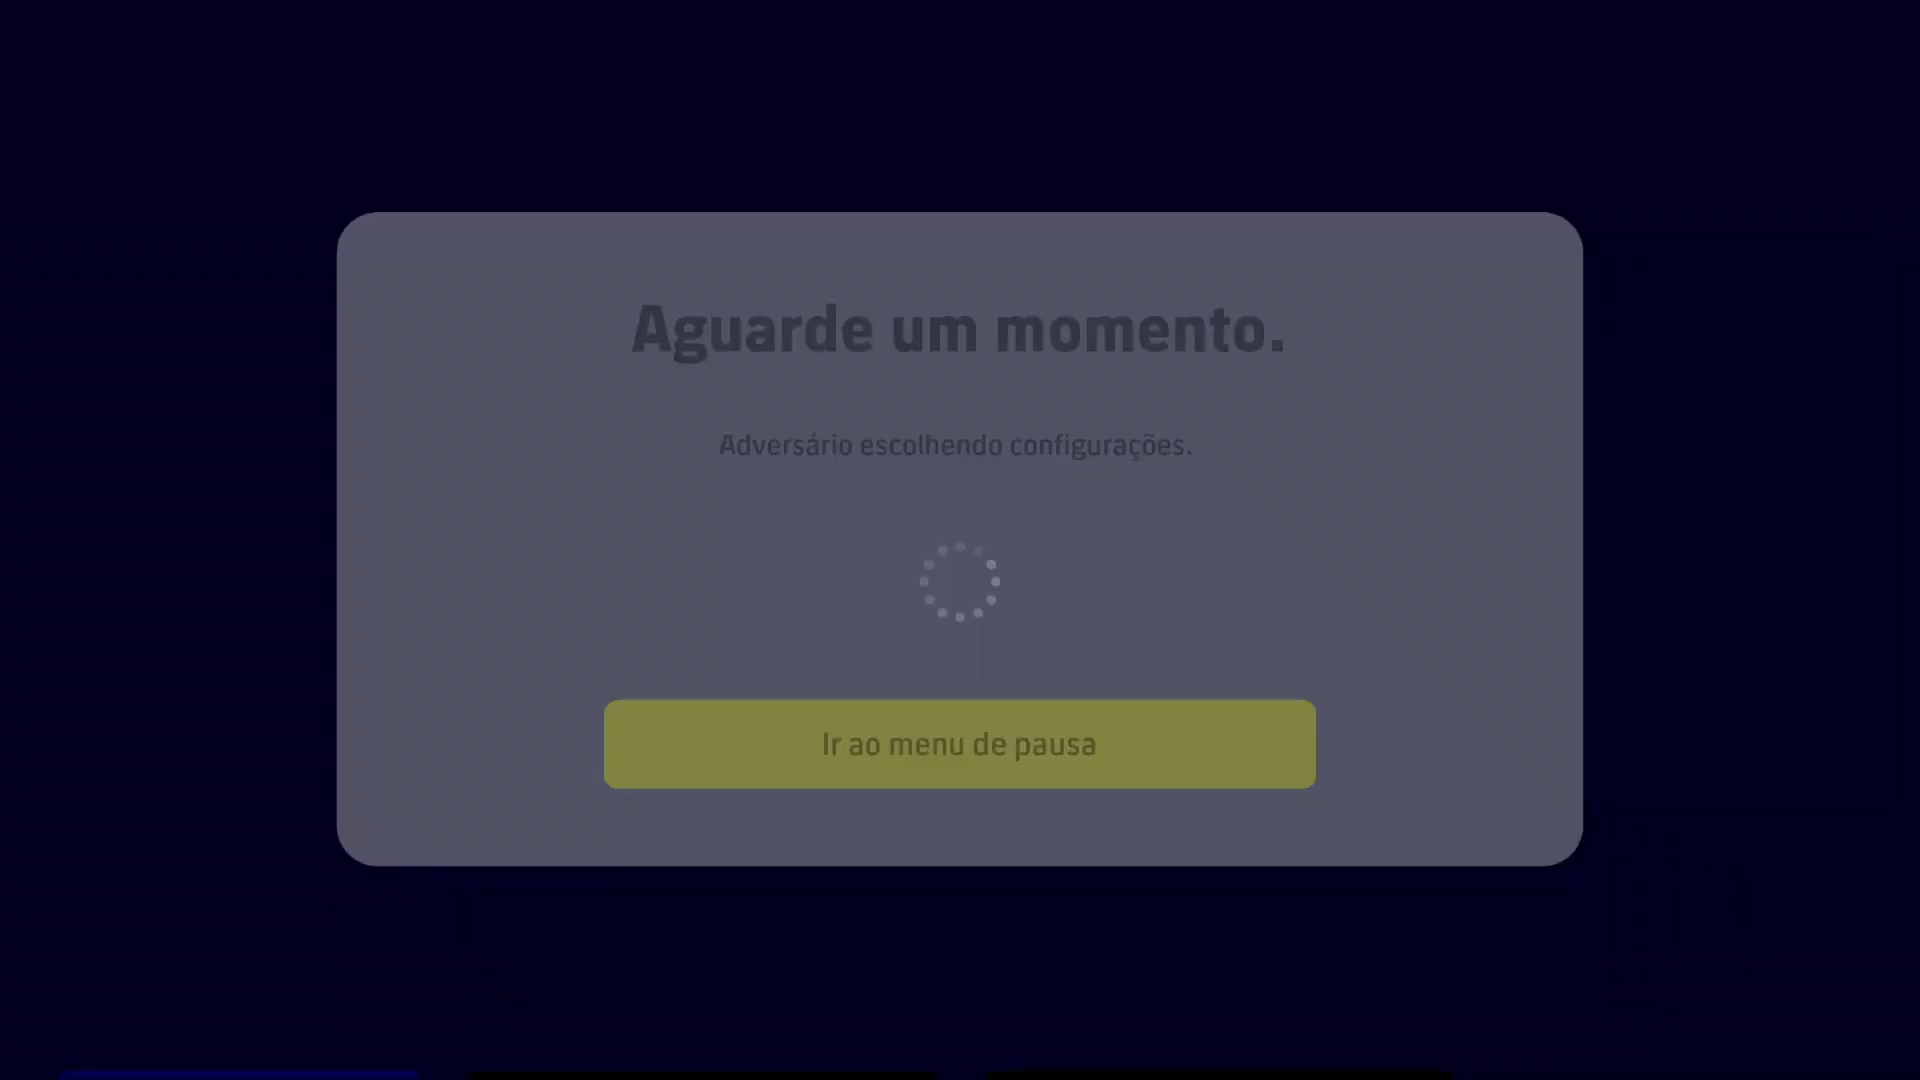 Aguarde um momento.
Adversário escolhendo configurações.
Ir ao menu de pausa